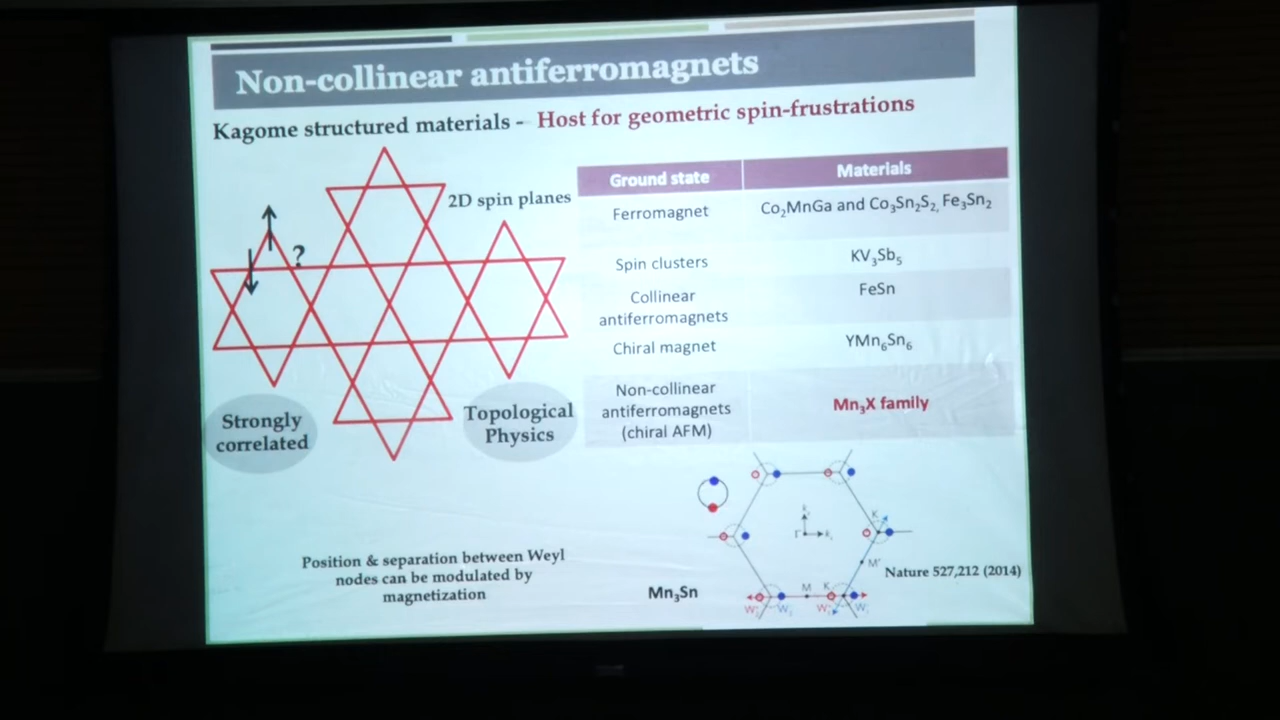 Non-collinear antiferromagnets
Kagome structured materials - Host for geometric spin-frustrations
2D spin planes
?
Strongly
correlated
Topological
Physics
Ground state Materials
Ferromagnet Co₂MnGa and Co₃Sn₂S₂, Fe₃Sn₂
Spin clusters KV₃Sb₅
Collinear
antiferromagnets
FeSn
Chiral magnet YMn₆Sn₆
Non-collinear
antiferromagnets
(chiral AFM)
Mn₃X family
Position & separation between Weyl
nodes can be modulated by
magnetization
Mn₃Sn
K
M'
M K
Nature 527,212 (2014)